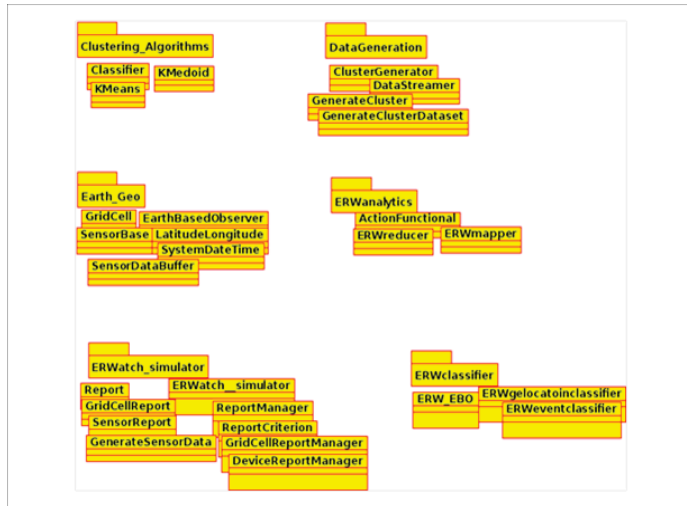 Clustering_Algorithms
Classifier
KMedoid
KMeans
DataGeneration
ClusterGenerator
DataStreamer
GenerateCluster
GenerateClusterDataset
Earth_Geo
GridCell
EarthBasedObserver
SensorBase
LatitudeLongitude
SystemDateTime
SensorDataBuffer
ERWanalytics
ActionFunctional
ERWreducer
ERWmapper
ERWatch_simulator
Report
ERWatch__simulator
GridCellReport
ReportManager
SensorReport
ReportCriterion
GenerateSensorData
GridCellReportManager
DeviceReportManager
ERWclassifier
ERW_EBO
ERWgelocatoinclassifier
ERWeventclassifier